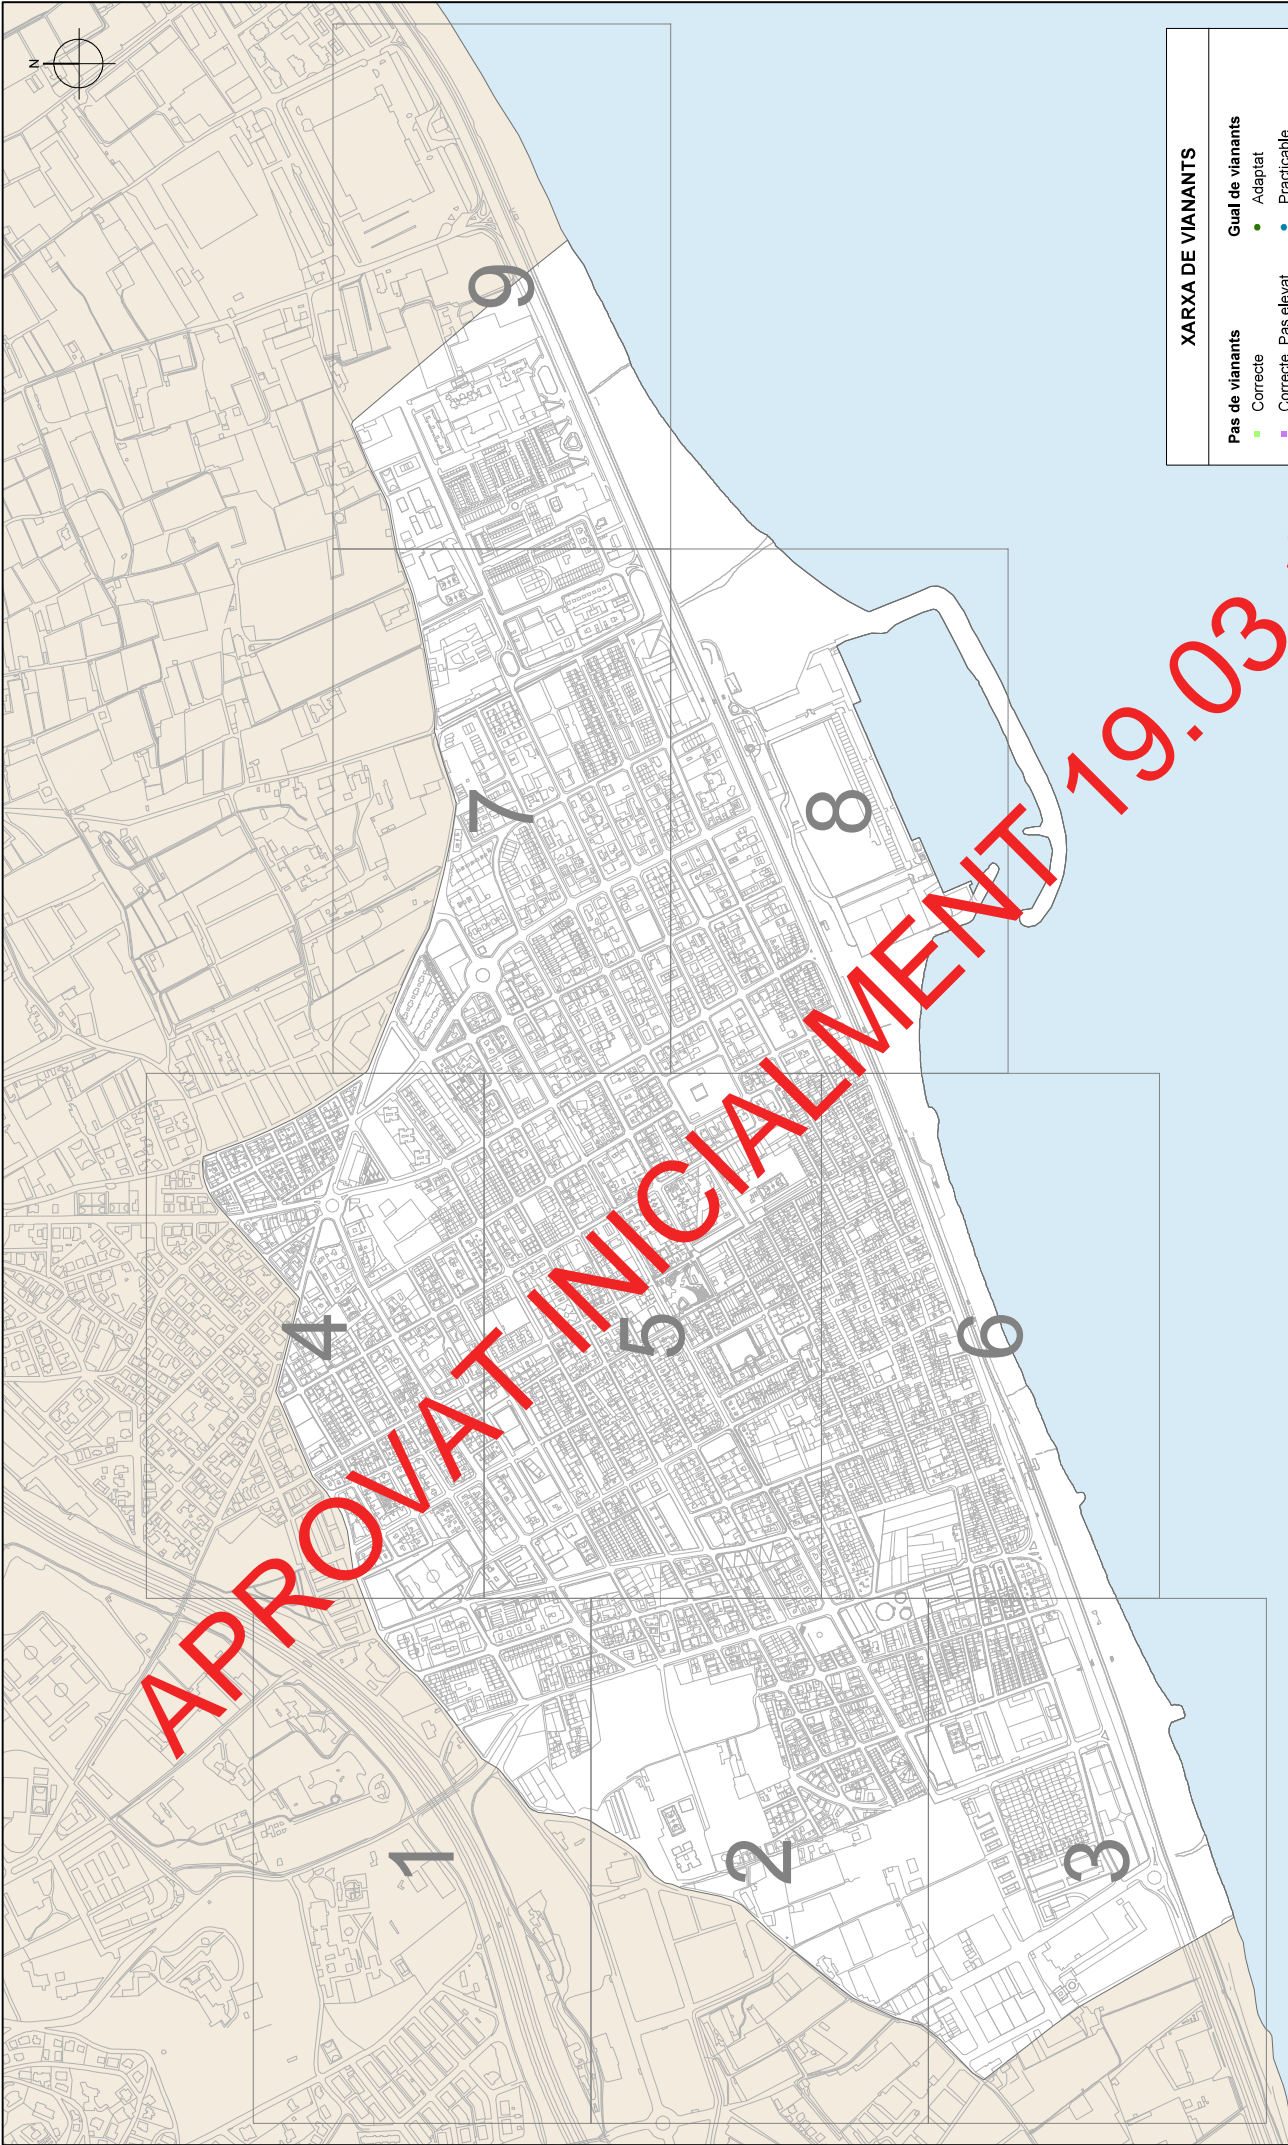 N
1
2
3
4
5
6
7
8
9
APROVAT INICIALMENT 19.03
XARXA DE VIANANTS
Pas de vianants
Correcte
Correcte. Pas elevat
Gual de vianants
Adaptat
Practicable